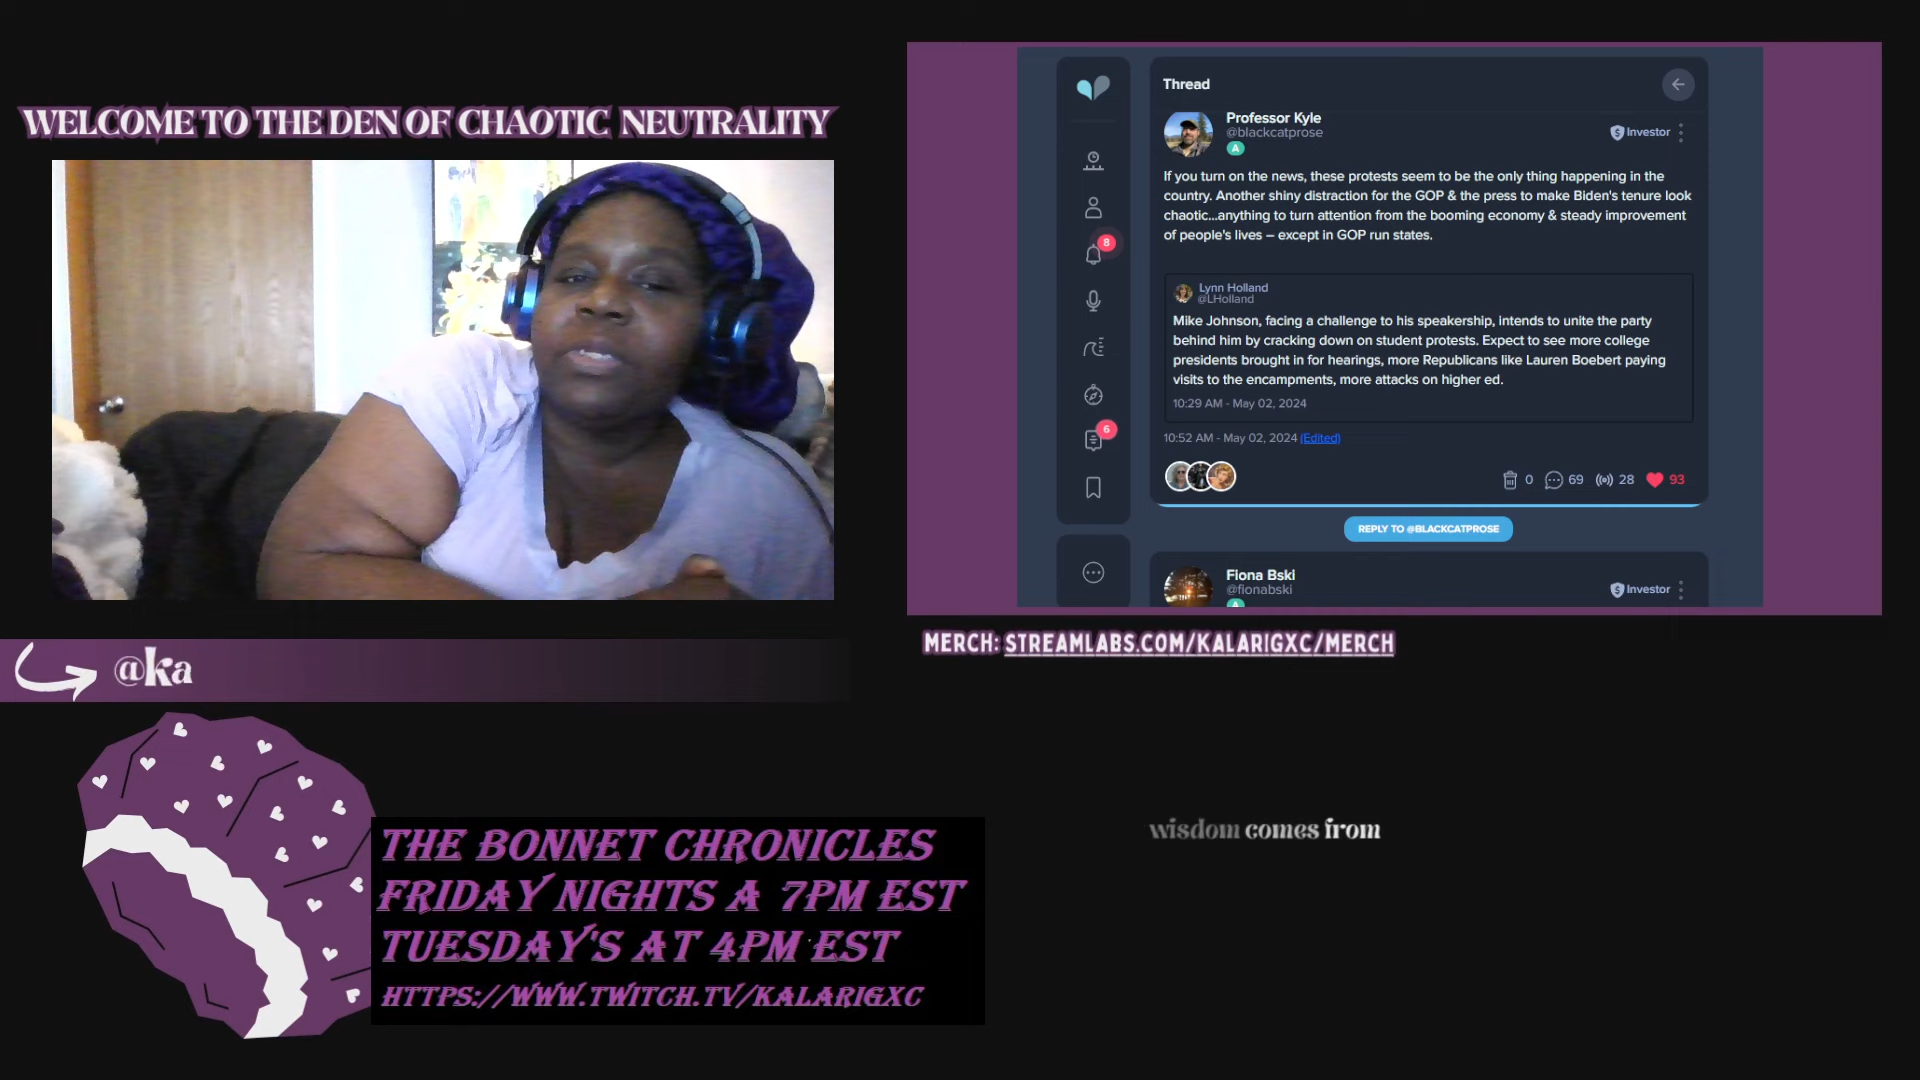 WELCOME TO THE DEN OF CHAOTIC NEUTRALITY
@ka
THE BONNET CHRONICLES
FRIDAY NIGHTS A 7PM EST
TUESDAY'S AT 4PM EST
HTTPS://WWW.TWITCH.TV/KALARIGXC
Thread
Professor Kyle
@blackcatprose
A
Investor
If you turn on the news, these protests seem to be the only thing happening in the
country. Another shiny distraction for the GOP & the press to make Biden's tenure look
chaotic...anything to turn attention from the booming economy & steady improvement
of people's lives – except in GOP run states.
Lynn Holland
@LHolland
Mike Johnson, facing a challenge to his speakership, intends to unite the party
behind him by cracking down on student protests. Expect to see more college
presidents brought in for hearings, more Republicans like Lauren Boebert paying
visits to the encampments, more attacks on higher ed.
10:29 AM - May 02, 2024
10:52 AM - May 02, 2024 (Edited)
0 69 28 93
REPLY TO @BLACKCATPROSE
Fiona Bski
@fionabski
A
Investor
8
6
MERCH: STREAMLABS.COM/KALARIGXC/MERCH
wisdom comes from